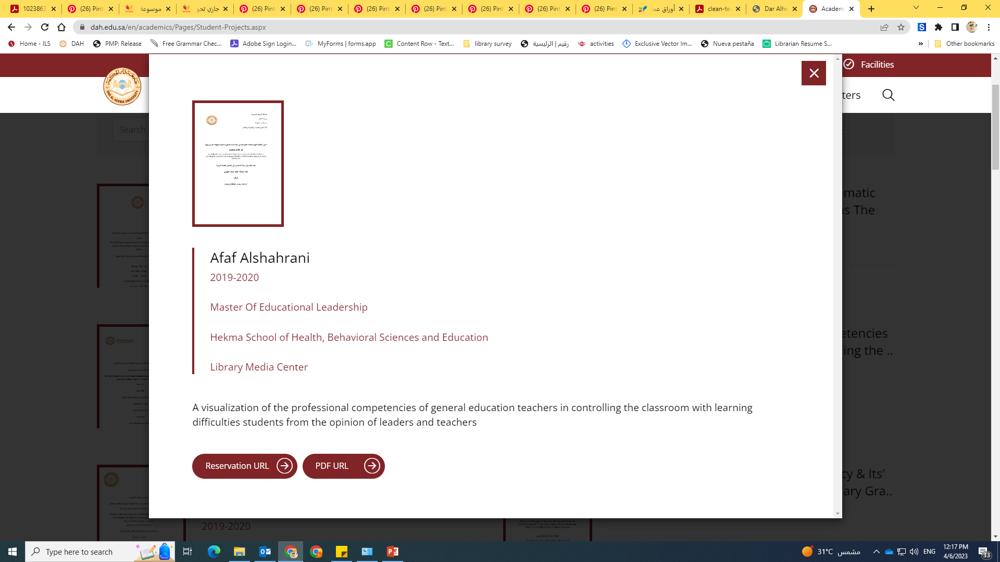 1023863
(26) Pint
موسوعة
جاري تحو
(26) Pint
(26) Pint
(26) Pint
(26) Pint
(26) Pint
(26) Pint
(26) Pint
أوراق عما
clean-te
Dar Alhe
Academ
dah.edu.sa/en/academics/Pages/Student-Projects.aspx
Home - ILS
DAH
PMP: Release
Free Grammar Chec...
Adobe Sign Login...
MyForms | forms.app
Content Row - Text...
library survey
رقيم | الرئيسية
activities
Exclusive Vector Im...
Nueva pestaña
Librarian Resume S...
»
Other bookmarks
Facilities
ters
DAR AL-HEKMA UNIVERSITY
Search
Afaf Alshahrani
2019-2020
Master Of Educational Leadership
Hekma School of Health, Behavioral Sciences and Education
Library Media Center
A visualization of the professional competencies of general education teachers in controlling the classroom with learning
difficulties students from the opinion of leaders and teachers
Reservation URL
PDF URL
matic
s The
etencies
ing the ..
cy & Its'
ary Gra..
2019-2020
Type here to search
31°C
مشمس
ENG
12:17 PM
4/6/2023
33